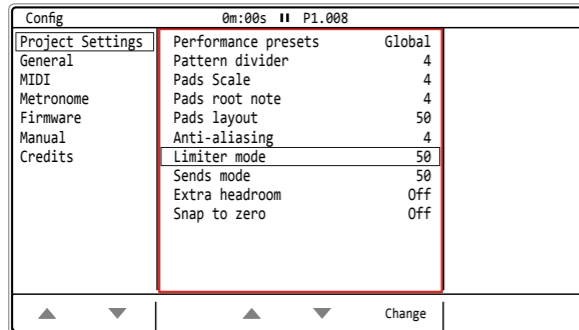 Config 0m:00s P1.008
Project Settings
General
MIDI
Metronome
Firmware
Manual
Credits
Performance presets Global
Pattern divider 4
Pads Scale 4
Pads root note 4
Pads layout 50
Anti-aliasing 4
Limiter mode 50
Sends mode 50
Extra headroom Off
Snap to zero Off
Change